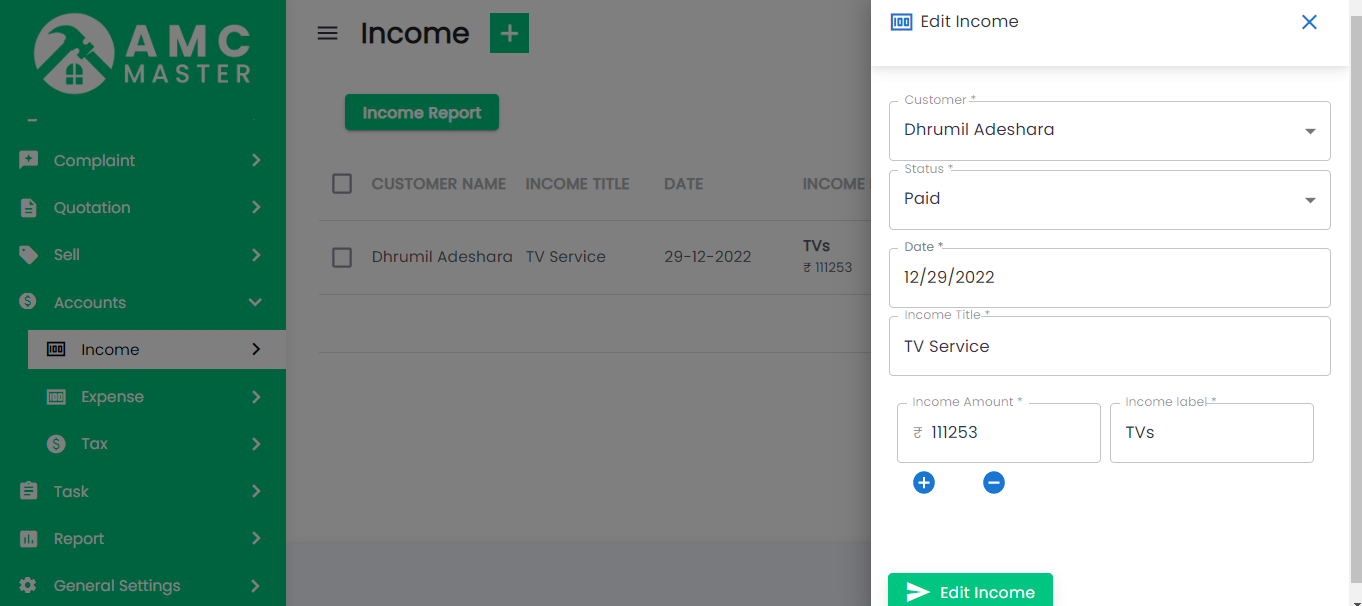 AMC
MASTER
Complaint
Quotation
Sell
Accounts
Income
Expense
Tax
Task
Report
General Settings
Income
+
Income Report
CUSTOMER NAME INCOME TITLE DATE INCOME
Dhrumil Adeshara TV Service 29-12-2022 TVs
₹ 111253
Edit Income
Customer *
Dhrumil Adeshara
Status *
Paid
Date *
12/29/2022
Income Title *
TV Service
Income Amount * Income label *
₹ 111253 TVs
Edit Income